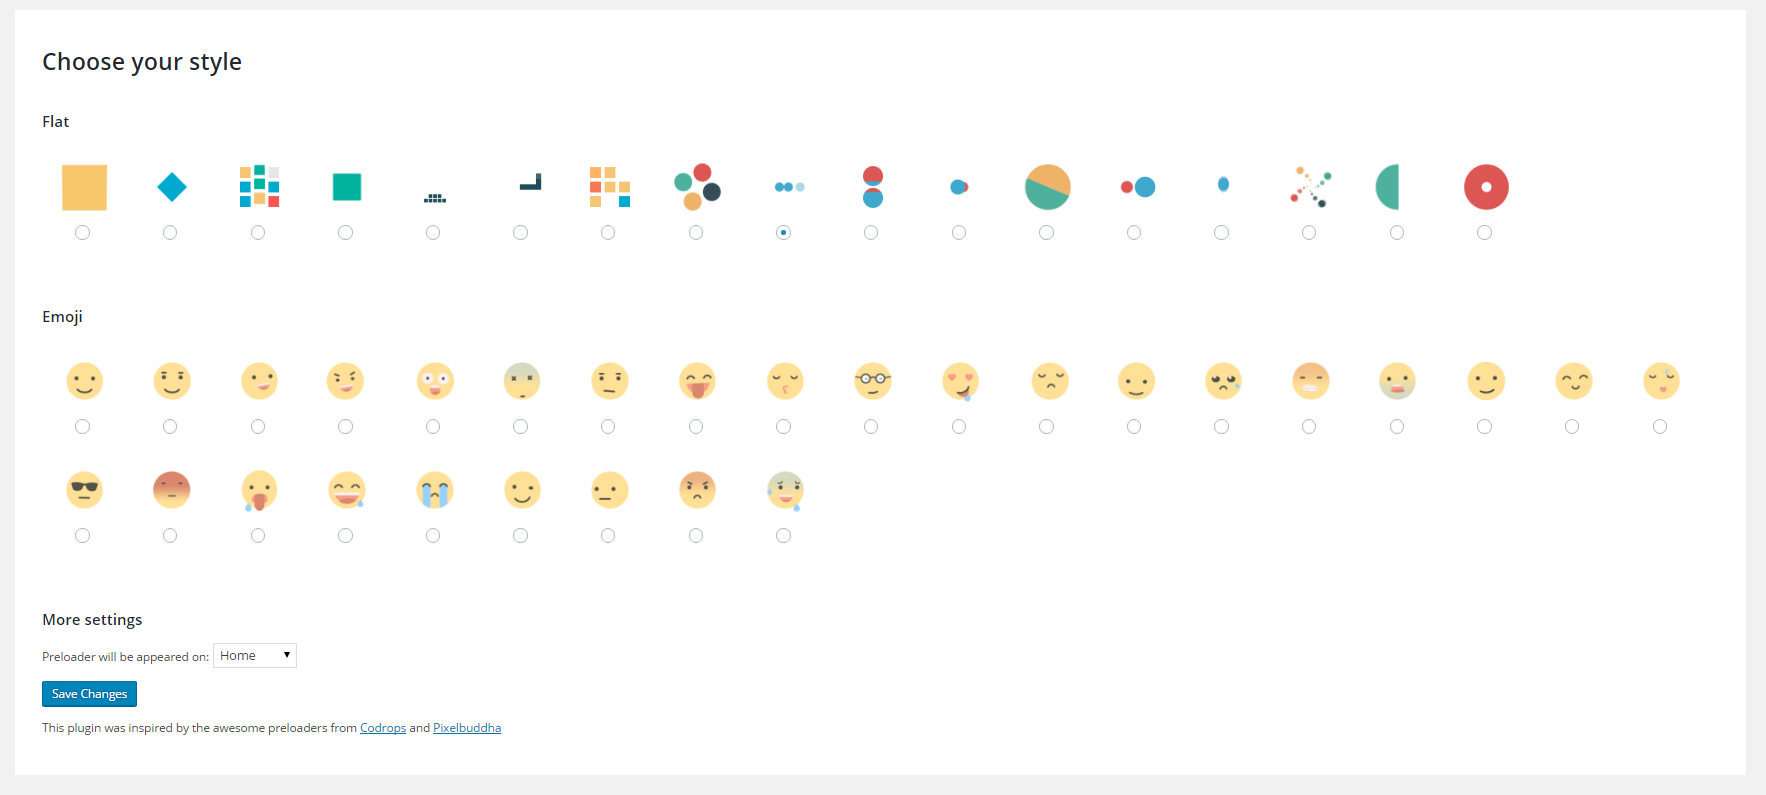 Choose your style
Flat
Emoji
More settings
Preloader will be appeared on: Home
Save Changes
This plugin was inspired by the awesome preloaders from Codrops and Pixelbuddha